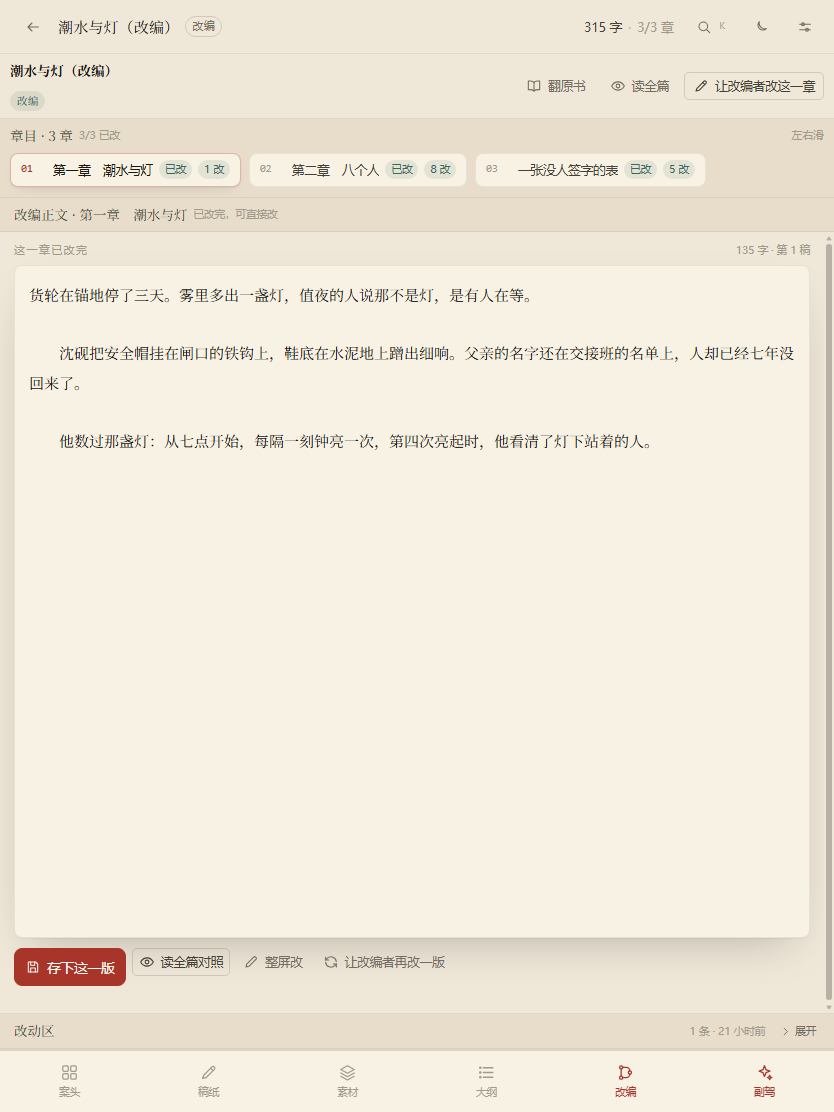 潮水与灯（改编） 改编 315 字 · 3/3 章 K
潮水与灯（改编）
改编
翻原书 读全篇 让改编者改这一章
章目 · 3 章 3/3 已改 左右滑
01 第一章 潮水与灯 已改 1 改 02 第二章 八个人 已改 8 改 03 一张没人签字的表 已改 5 改
改编正文 · 第一章 潮水与灯 已改完，可直接改
这一章已改完 135 字 · 第 1 稿
货轮在锚地停了三天。雾里多出一盏灯，值夜的人说那不是灯，是有人在等。
沈砚把安全帽挂在闸口的铁钩上，鞋底在水泥地上蹭出细响。父亲的名字还在交接班的名单上，人却已经七年没
回来了。
他数过那盏灯：从七点开始，每隔一刻钟亮一次，第四次亮起时，他看清了灯下站着的人。
存下这一版 读全篇对照 整屏改 让改编者再改一版
改动区 1 条 · 21 小时前 展开
案头 稿纸 素材 大纲 改编 副驾